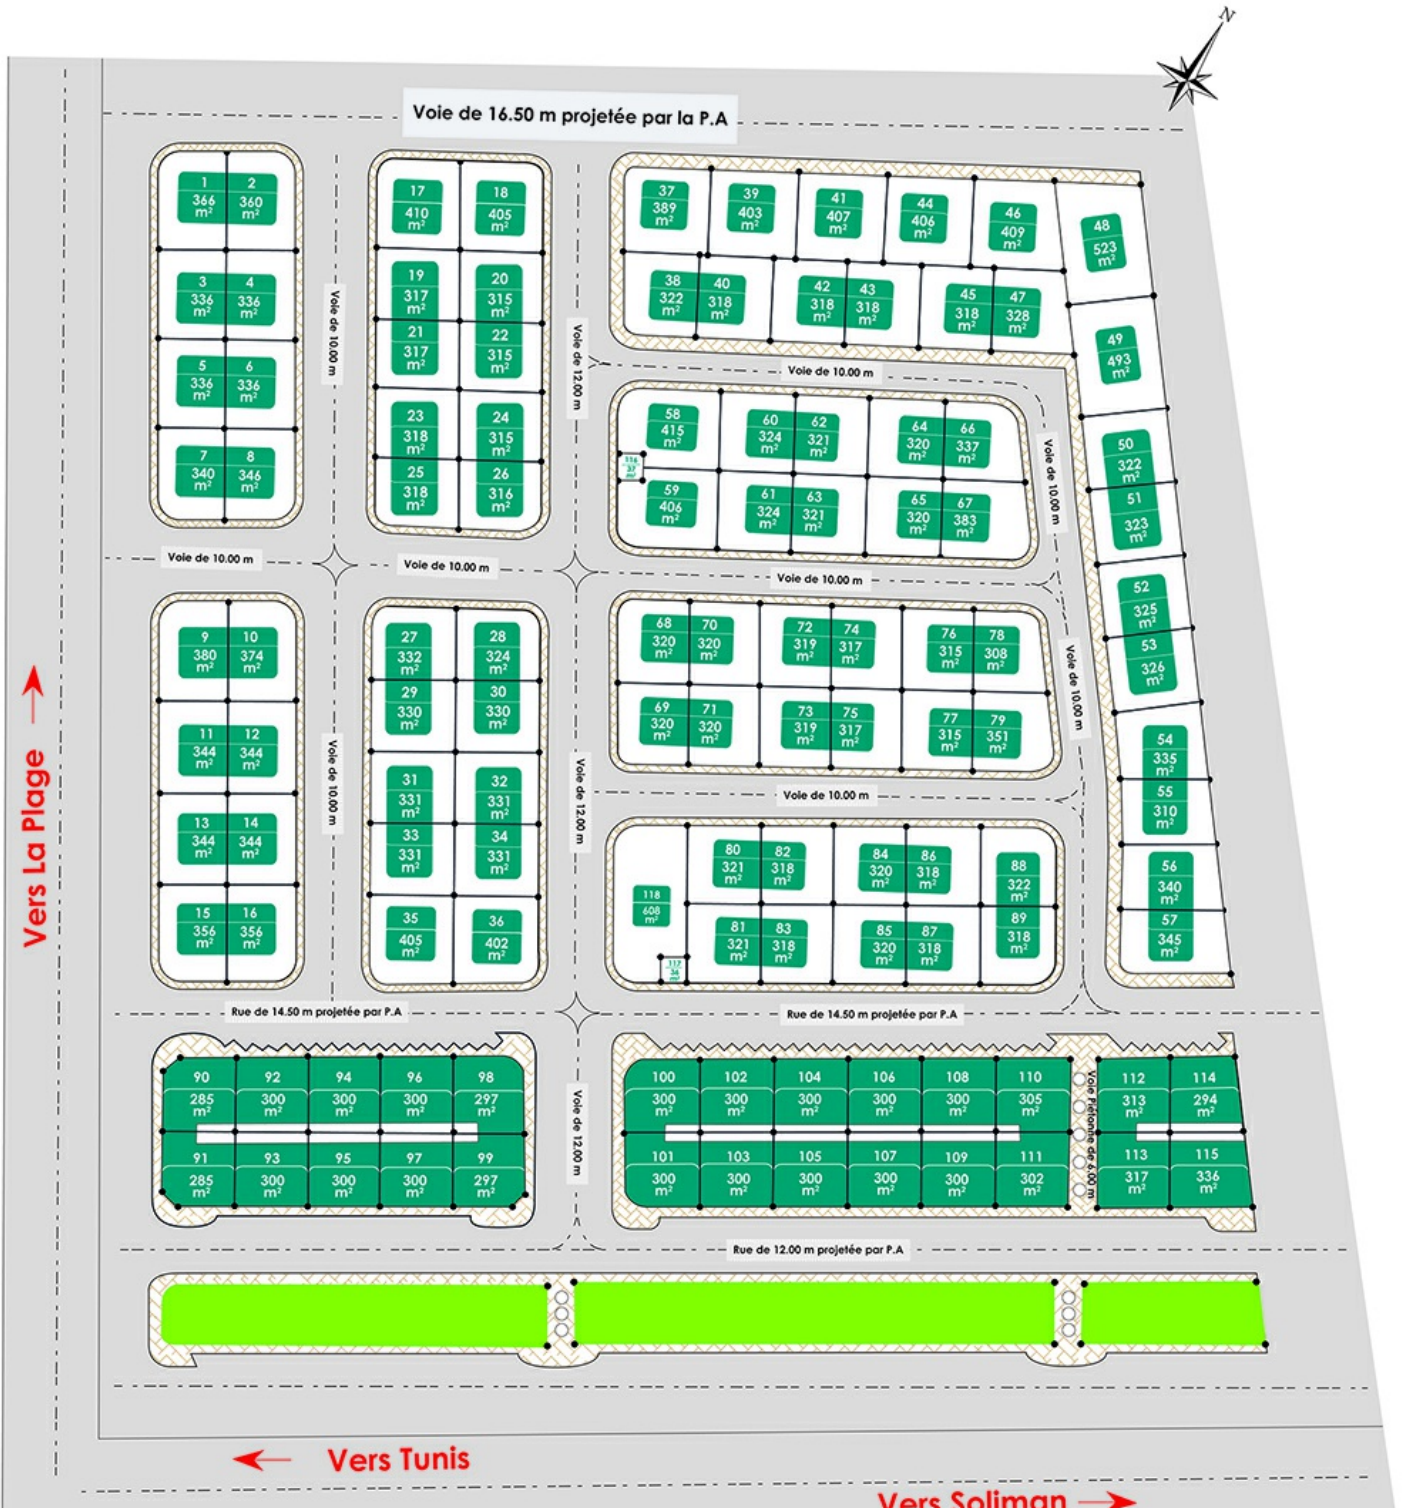 N
Voie de 16.50 m projetée par la P.A
1
366
m²
2
360
m²
3
336
m²
4
336
m²
5
336
m²
6
336
m²
7
340
m²
8
346
m²
17
410
m²
18
405
m²
19
317
m²
20
315
m²
21
317
m²
22
315
m²
23
318
m²
24
315
m²
25
318
m²
26
316
m²
37
389
m²
39
403
m²
41
407
m²
44
406
m²
46
409
m²
48
523
m²
38
322
m²
40
318
m²
42
318
m²
43
318
m²
45
318
m²
47
328
m²
49
493
m²
Voie de 10.00 m
Voie de 12.00 m
Voie de 10.00 m
58
415
m²
60
324
m²
62
321
m²
64
320
m²
66
337
m²
116
37
m²
59
406
m²
61
324
m²
63
321
m²
65
320
m²
67
383
m²
Voie de 10.00 m
50
322
m²
51
323
m²
52
325
m²
53
326
m²
54
335
m²
55
310
m²
56
340
m²
57
345
m²
Voie de 10.00 m
Voie de 10.00 m
Voie de 10.00 m
9
380
m²
10
374
m²
11
344
m²
12
344
m²
13
344
m²
14
344
m²
15
356
m²
16
356
m²
Voie de 10.00 m
27
332
m²
28
324
m²
29
330
m²
30
330
m²
31
331
m²
32
331
m²
33
331
m²
34
331
m²
35
405
m²
36
402
m²
Voie de 12.00 m
68
320
m²
70
320
m²
72
319
m²
74
317
m²
76
315
m²
78
308
m²
69
320
m²
71
320
m²
73
319
m²
75
317
m²
77
315
m²
79
351
m²
Voie de 10.00 m
Voie de 10.00 m
118
608
m²
117
36
m²
80
321
m²
82
318
m²
84
320
m²
86
318
m²
88
322
m²
81
321
m²
83
318
m²
85
320
m²
87
318
m²
89
318
m²
Vers La Plage
Rue de 14.50 m projetée par P.A
Rue de 14.50 m projetée par P.A
90
285
m²
92
300
m²
94
300
m²
96
300
m²
98
297
m²
91
285
m²
93
300
m²
95
300
m²
97
300
m²
99
297
m²
Voie de 12.00 m
100
300
m²
102
300
m²
104
300
m²
106
300
m²
108
300
m²
110
305
m²
101
300
m²
103
300
m²
105
300
m²
107
300
m²
109
300
m²
111
302
m²
Voie Piétonne de 6.00 m
112
313
m²
114
294
m²
113
317
m²
115
336
m²
Rue de 12.00 m projetée par P.A
Vers Tunis
Vers Soliman